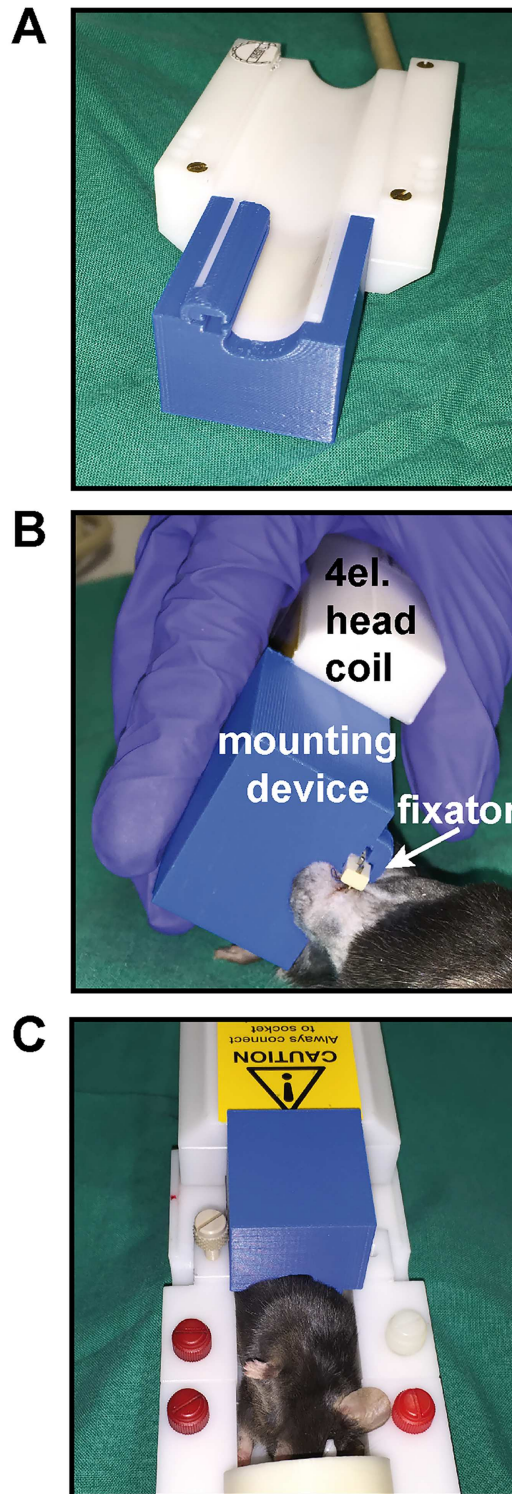 A
B
4el.
head
coil
mounting
device
fixator
C
CAUTION
Always connect
to socket